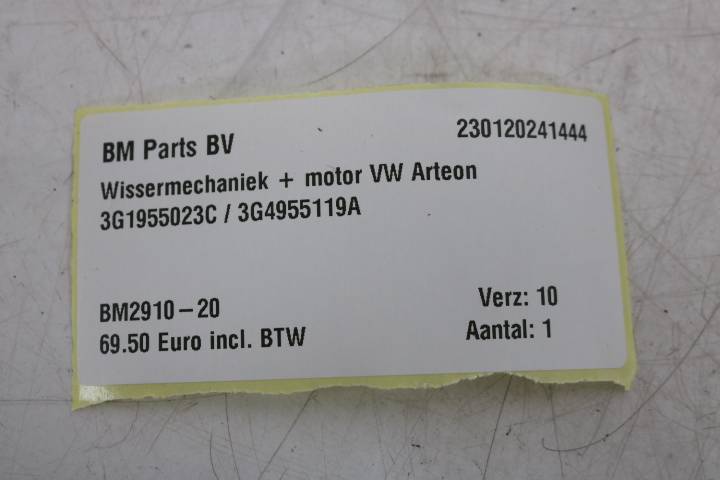 BM Parts BV 230120241444
Wissermechaniek + motor VW Arteon
3G1955023C / 3G4955119A
BM2910-20 Verz: 10
69.50 Euro incl. BTW Aantal: 1